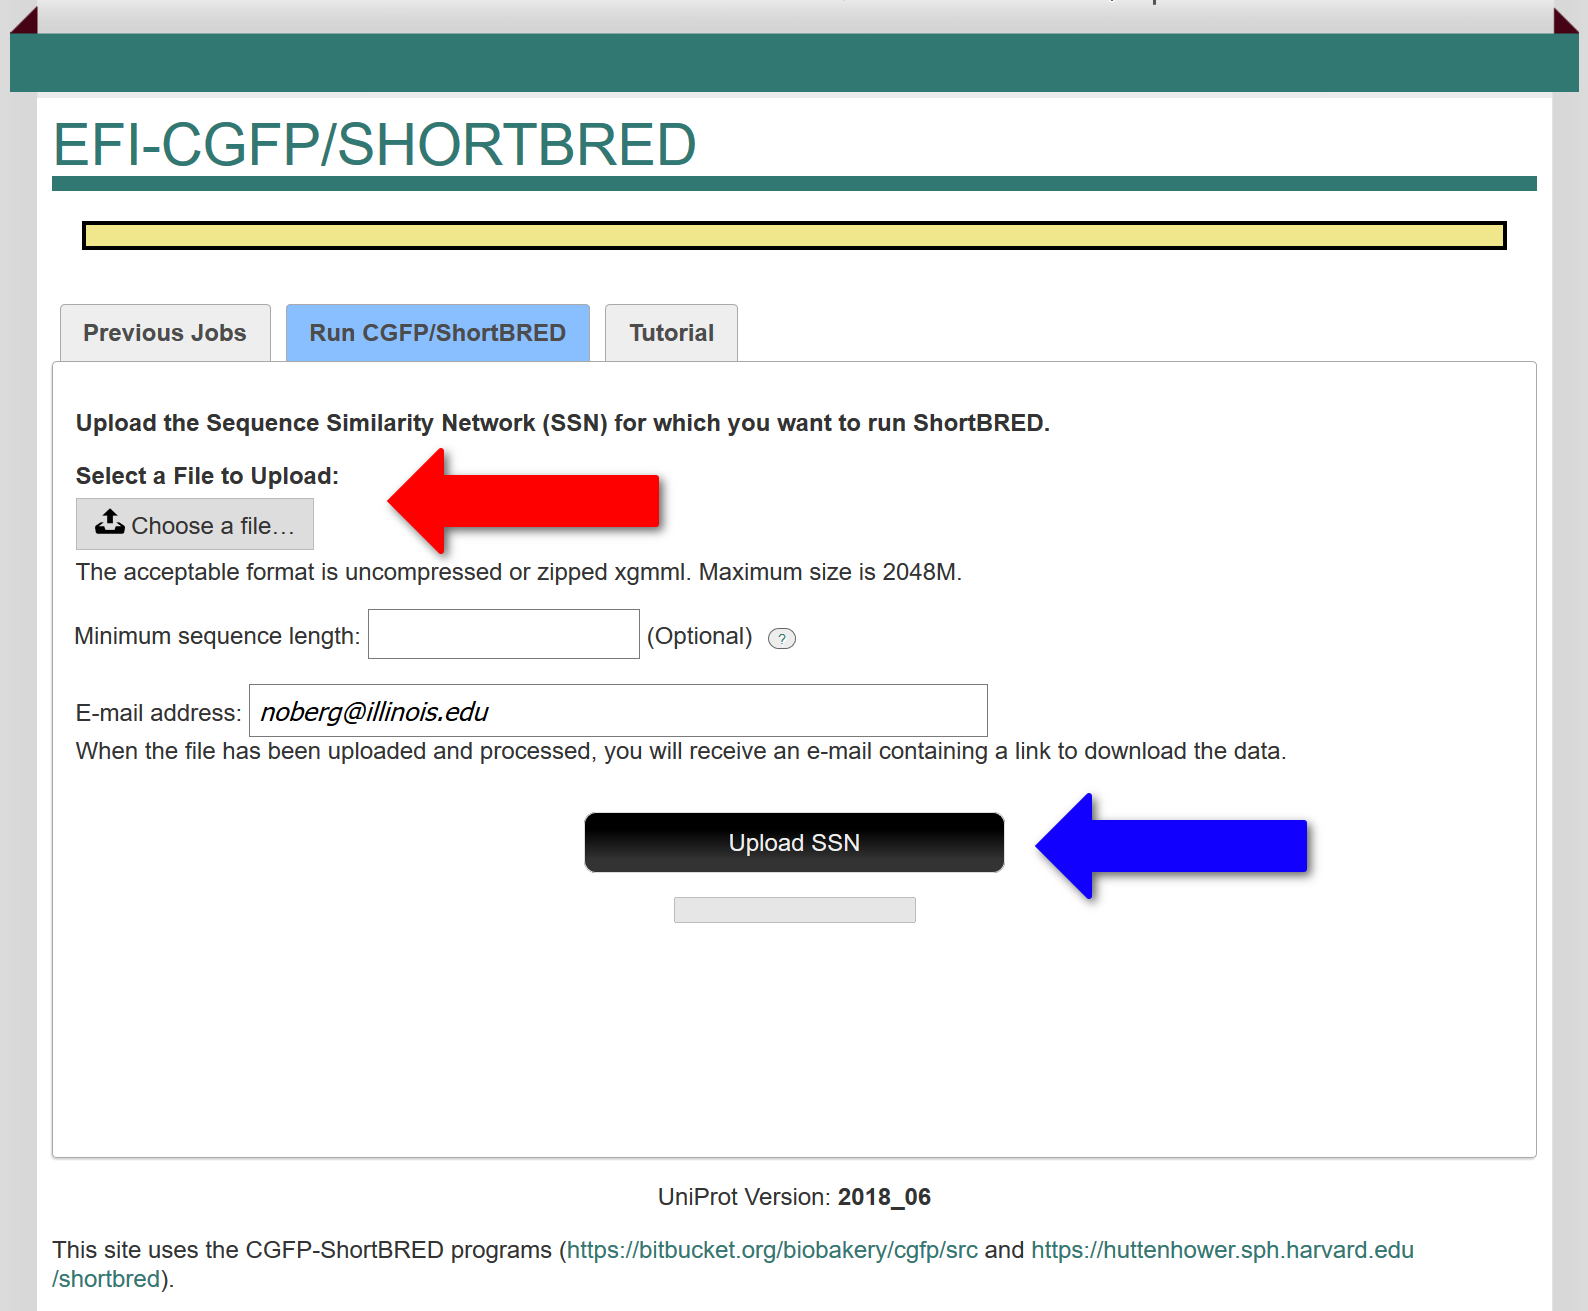 EFI-CGFP/SHORTBRED
Previous Jobs
Run CGFP/ShortBRED
Tutorial
Upload the Sequence Similarity Network (SSN) for which you want to run ShortBRED.
Select a File to Upload:
Choose a file...
The acceptable format is uncompressed or zipped xgmml. Maximum size is 2048M.
Minimum sequence length: (Optional) ?
E-mail address: noberg@illinois.edu
When the file has been uploaded and processed, you will receive an e-mail containing a link to download the data.
Upload SSN
UniProt Version: 2018_06
This site uses the CGFP-ShortBRED programs (https://bitbucket.org/biobakery/cgfp/src and https://huttenhower.sph.harvard.edu
/shortbred).